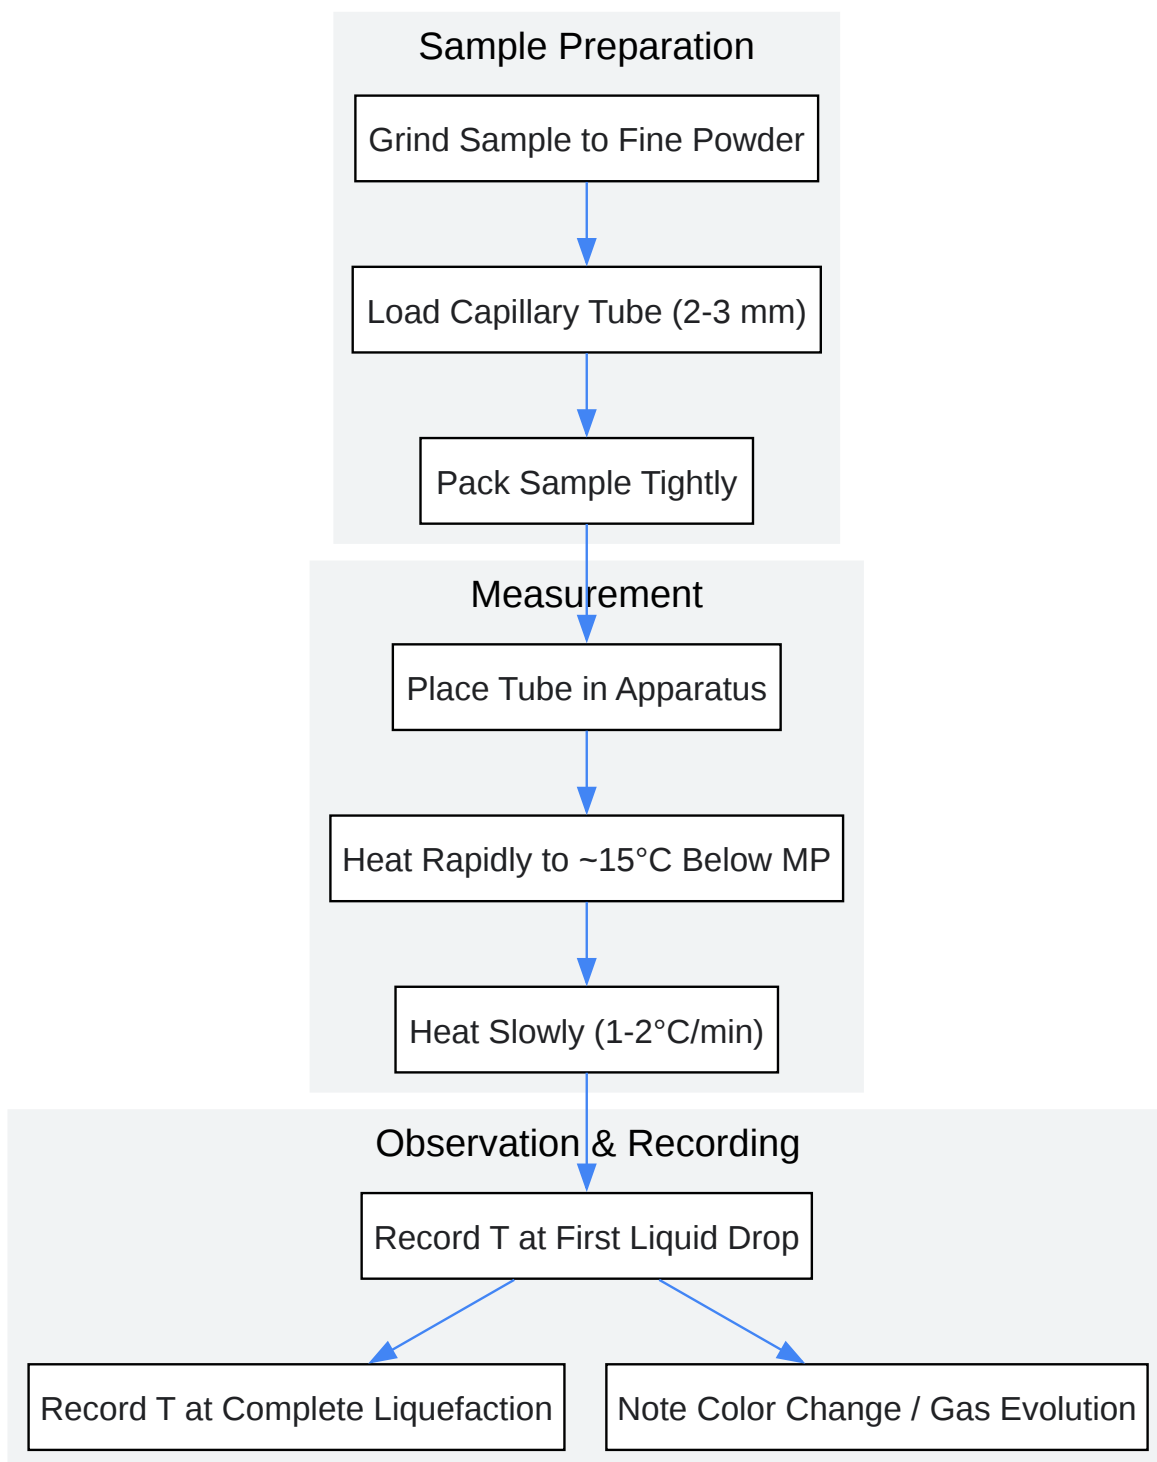 Sample Preparation
Grind Sample to Fine Powder
Load Capillary Tube (2-3 mm)
Pack Sample Tightly
Measurement
Place Tube in Apparatus
Heat Rapidly to ~15°C Below MP
Heat Slowly (1-2°C/min)
Observation & Recording
Record T at First Liquid Drop
Record T at Complete Liquefaction
Note Color Change / Gas Evolution